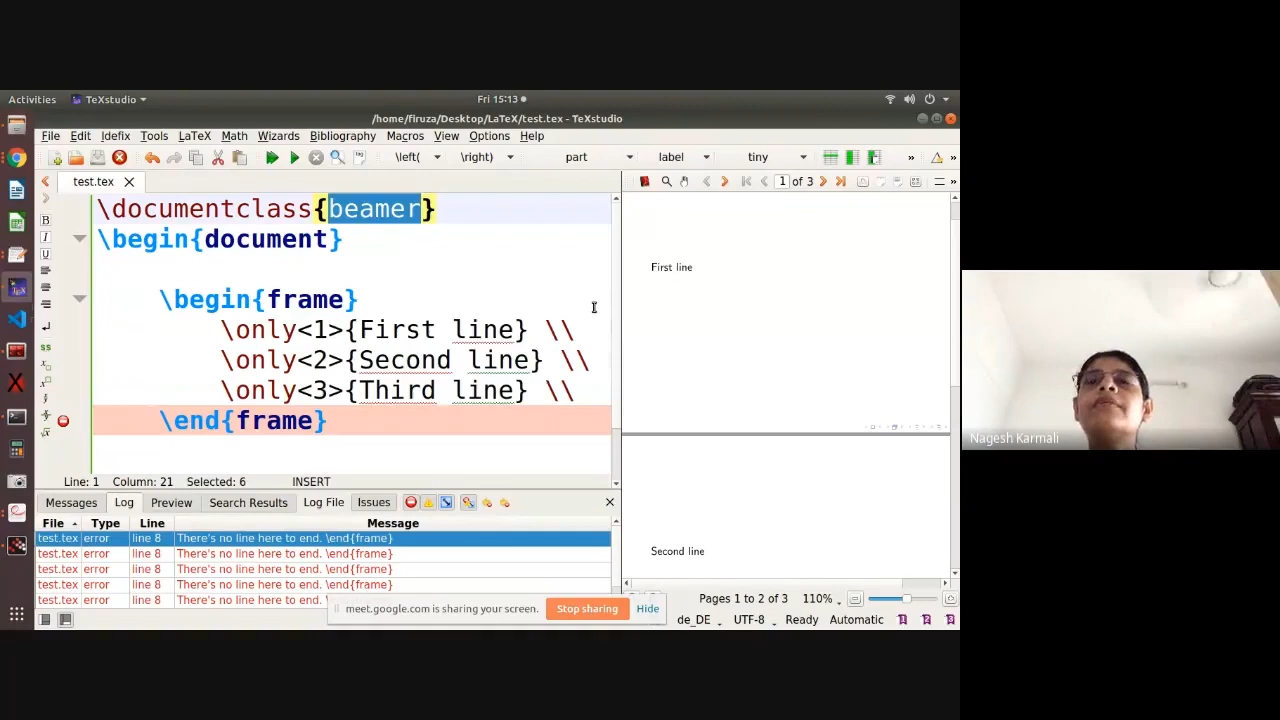 Activities TeXstudio Fri 15:13
/home/firuza/Desktop/LaTeX/test.tex - TeXstudio
File Edit Idefix Tools LaTeX Math Wizards Bibliography Macros View Options Help
\left( \right) part label tiny » »
test.tex 1 of 3 »
\documentclass{beamer}
\begin{document}
\begin{frame}
\only<1>{First line} \\
\only<2>{Second line} \\
\only<3>{Third line} \\
\end{frame}
Line: 1 Column: 21 Selected: 6 INSERT
Messages Log Preview Search Results Log File Issues
File Type Line Message
test.tex error line 8 There's no line here to end. \end{frame}
test.tex error line 8 There's no line here to end. \end{frame}
test.tex error line 8 There's no line here to end. \end{frame}
test.tex error line 8 There's no line here to end. \end{frame}
test.tex error line 8 There's no line here to end.
meet.google.com is sharing your screen. Stop sharing Hide
First line
Second line
Pages 1 to 2 of 3 110%
de_DE UTF-8 Ready Automatic 1 2 3
Nagesh Karmali